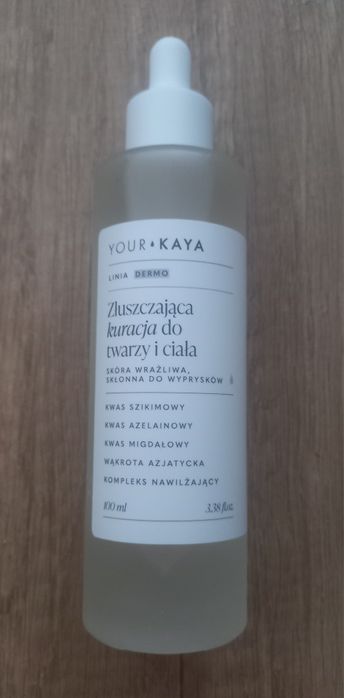 YOUR KAYA
LINIA DERMO
Złuszczająca
kuracja do
twarzy i ciała
SKÓRA WRAŻLIWA,
SKŁONNA DO WYPRYSKÓW
KWAS SZIKIMOWY
KWAS AZELAINOWY
KWAS MIGDAŁOWY
WĄKROTA AZJATYCKA
KOMPLEKS NAWILŻAJĄCY
100 ml 3.38 fl.oz.